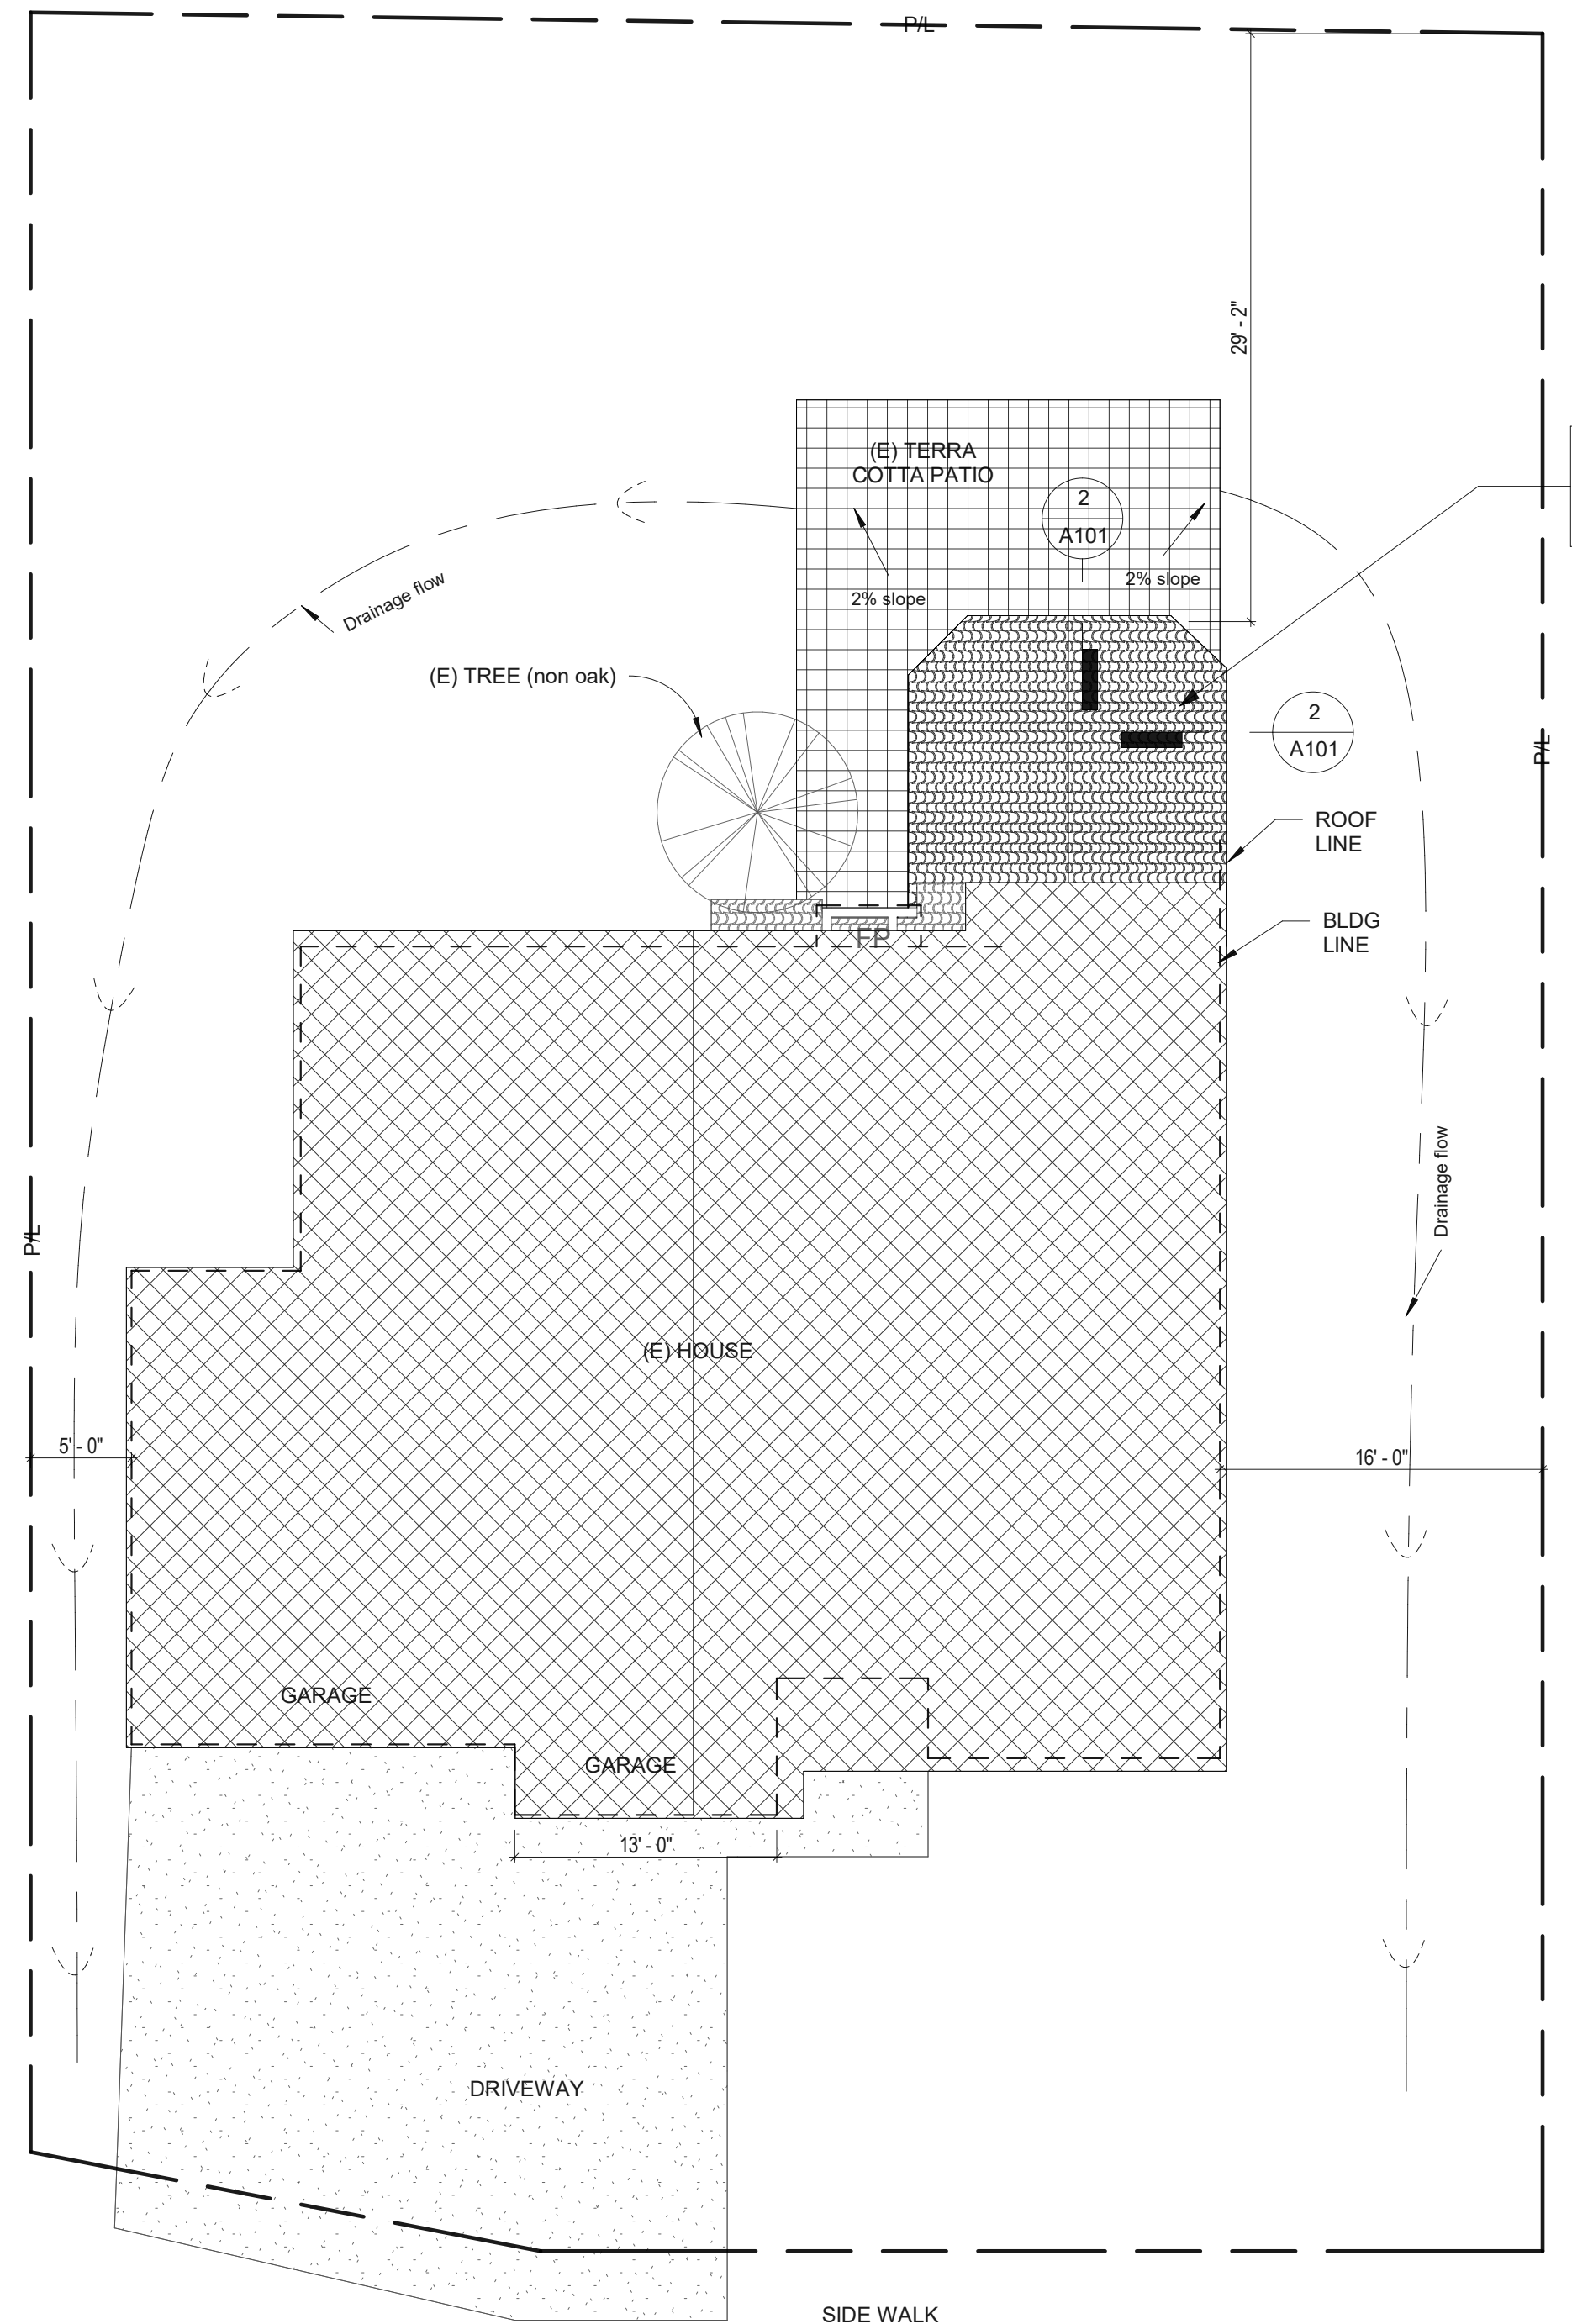 P/L
29' - 2"
(E) TERRA
COTTA PATIO
2
A101
2% slope
2% slope
Drainage flow
(E) TREE (non oak)
2
A101
P/L
ROOF
LINE
BLDG
LINE
FP
Drainage flow
P/L
(E) HOUSE
5' - 0"
16' - 0"
GARAGE
GARAGE
13' - 0"
DRIVEWAY
SIDE WALK